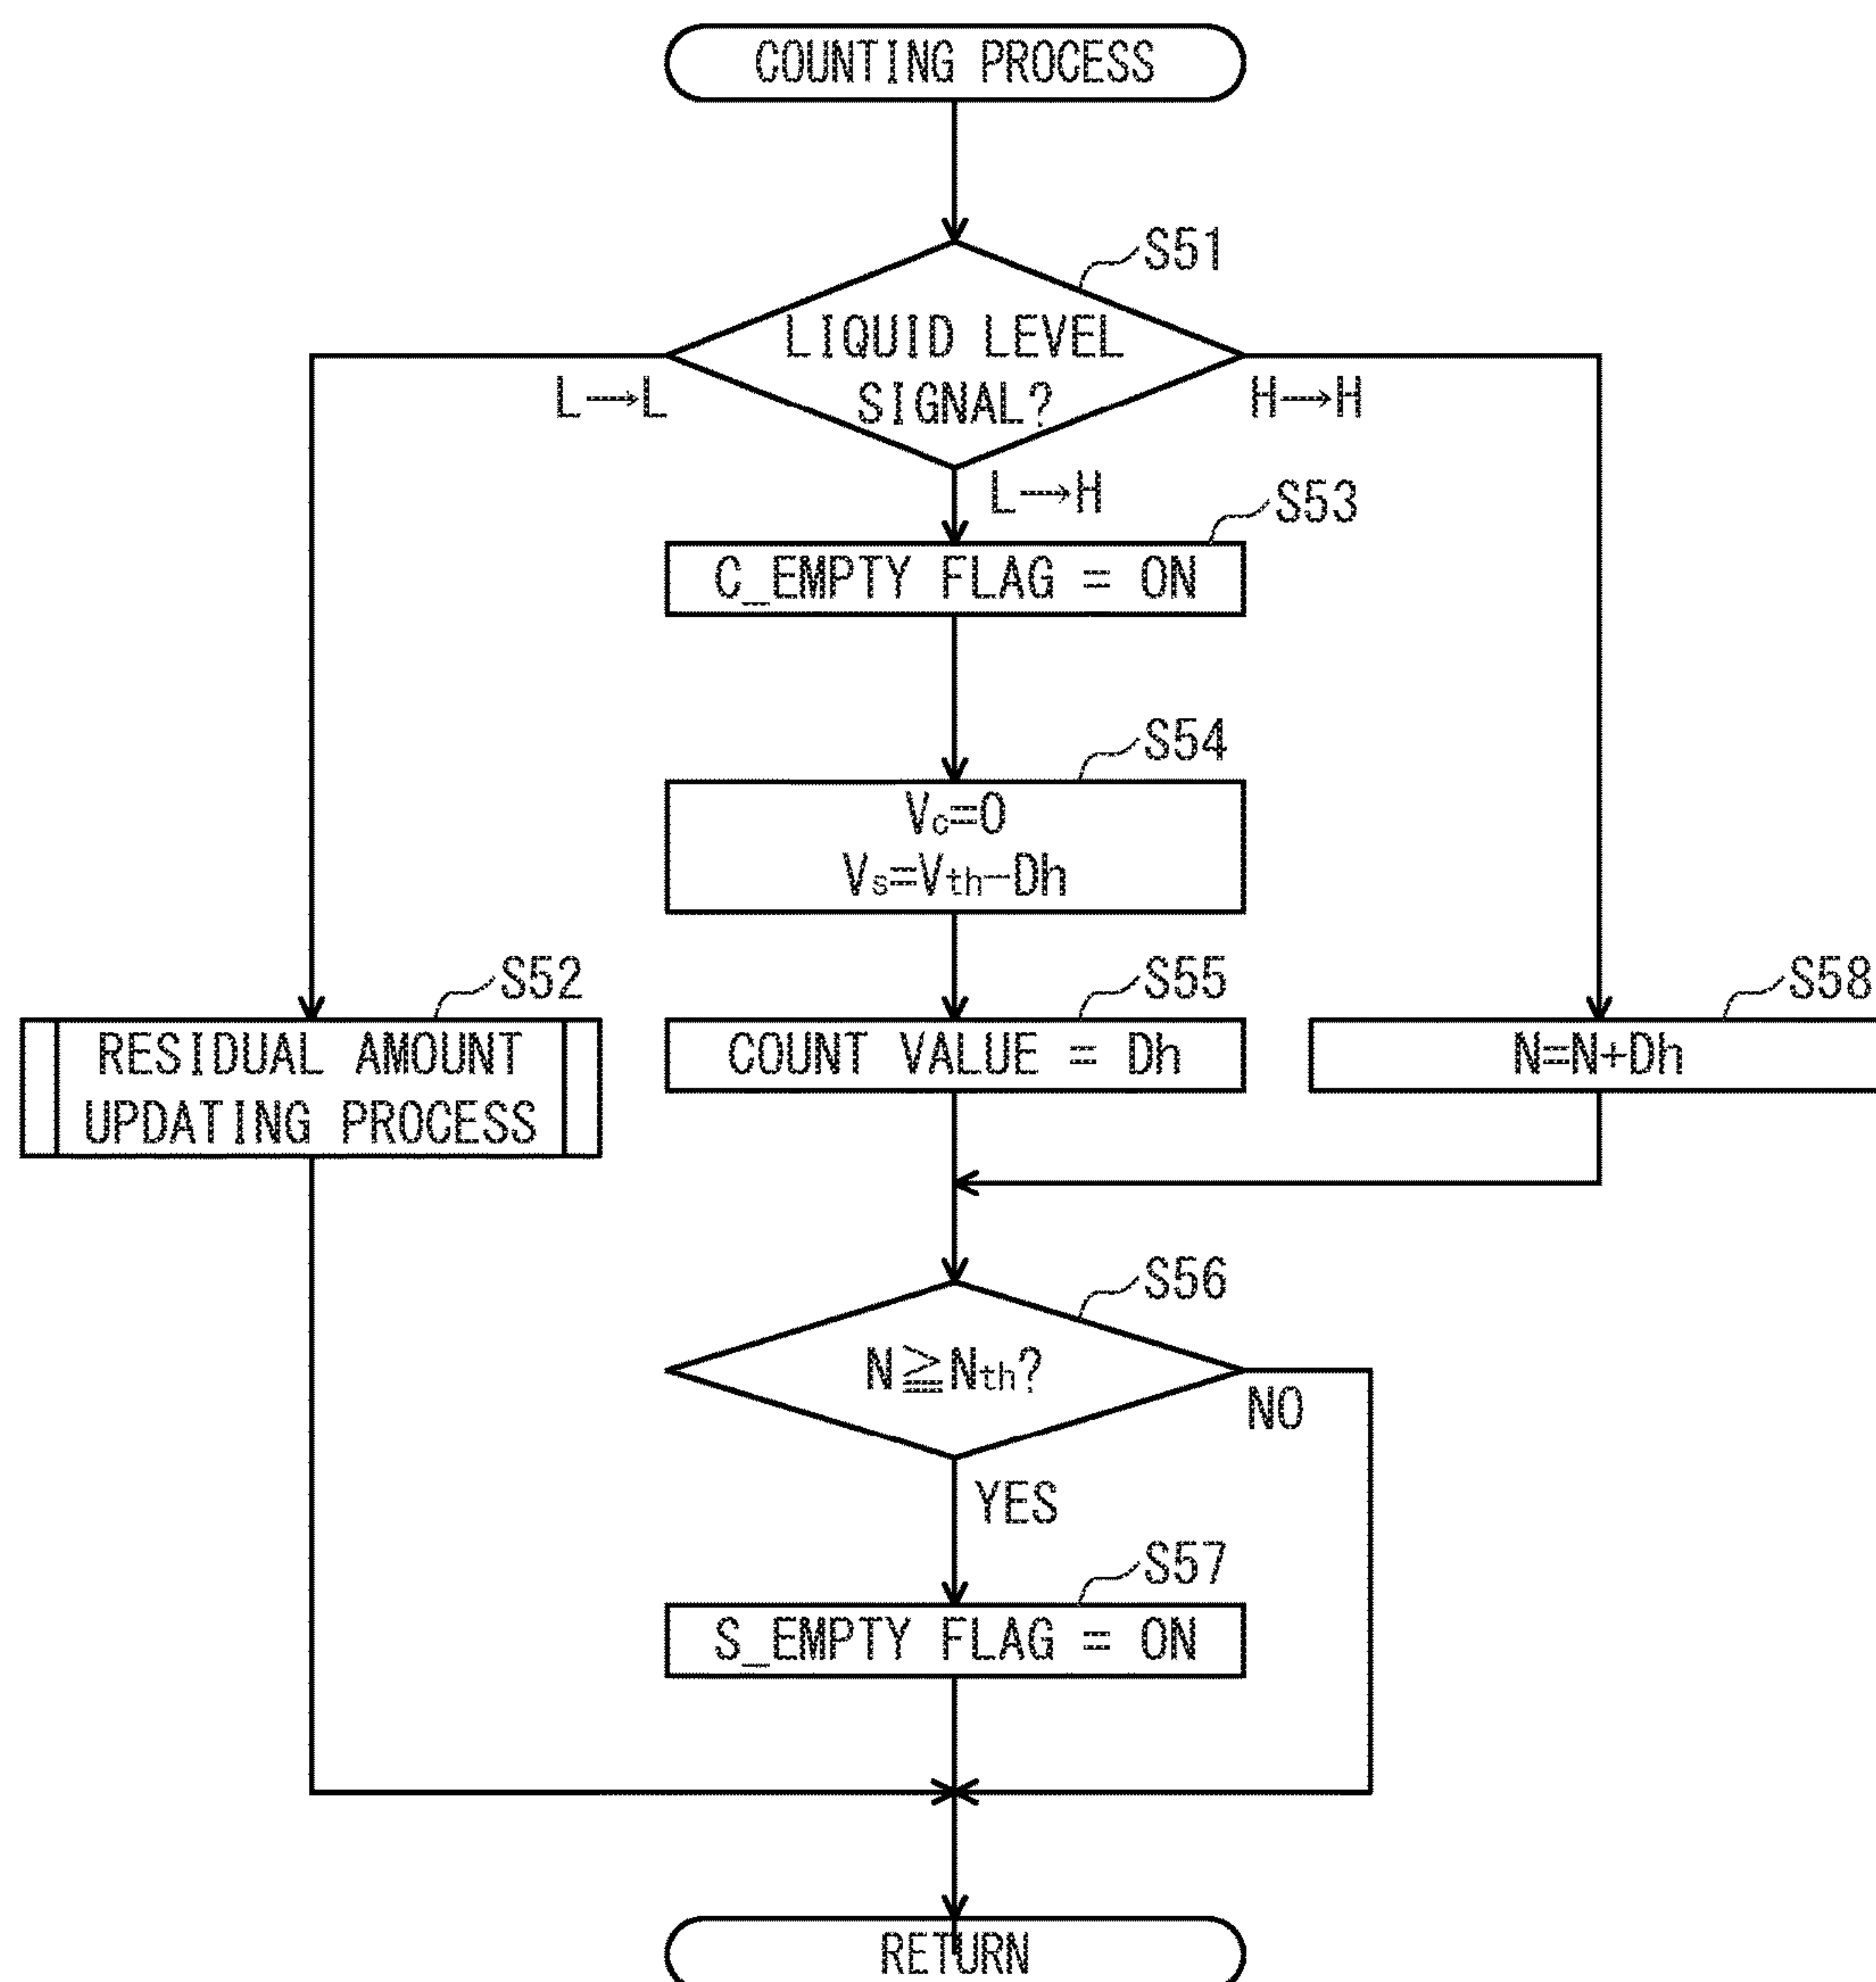 COUNTING PROCESS
S51
LIQUID LEVEL
SIGNAL?
L→L
H→H
L→H
S53
C_EMPTY FLAG = ON
S54
Vc=0
Vs=Vth-Dh
S52
RESIDUAL AMOUNT
UPDATING PROCESS
S55
COUNT VALUE = Dh
S58
N=N+Dh
S56
N≧Nth?
NO
YES
S57
S_EMPTY FLAG = ON
RETURN